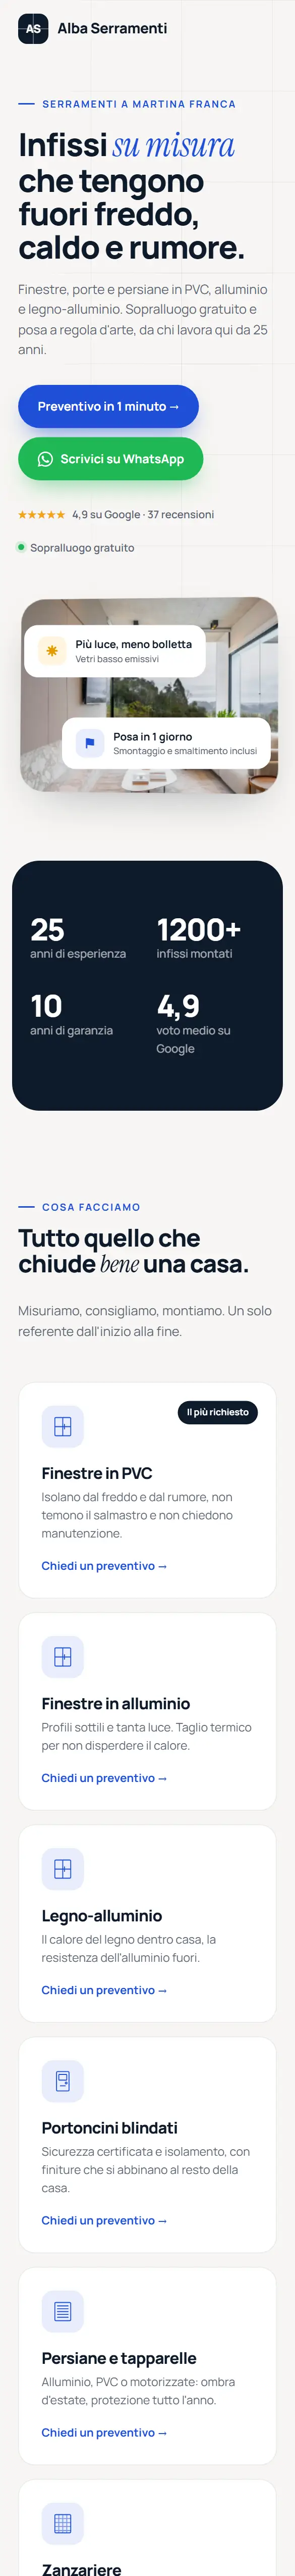 AS Alba Serramenti
SERRAMENTI A MARTINA FRANCA
Infissi su misura
che tengono
fuori freddo,
caldo e rumore.
Finestre, porte e persiane in PVC, alluminio
e legno-alluminio. Sopralluogo gratuito e
posa a regola d'arte, da chi lavora qui da 25
anni.
Preventivo in 1 minuto →
Scrivici su WhatsApp
★★★★★ 4,9 su Google · 37 recensioni
Sopralluogo gratuito
Più luce, meno bolletta
Vetri basso emissivi
Posa in 1 giorno
Smontaggio e smaltimento inclusi
25
anni di esperienza
1200+
infissi montati
10
anni di garanzia
4,9
voto medio su
Google
COSA FACCIAMO
Tutto quello che
chiude bene una casa.
Misuriamo, consigliamo, montiamo. Un solo
referente dall'inizio alla fine.
Il più richiesto
Finestre in PVC
Isolano dal freddo e dal rumore, non
temono il salmastro e non chiedono
manutenzione.
Chiedi un preventivo →
Finestre in alluminio
Profili sottili e tanta luce. Taglio termico
per non disperdere il calore.
Chiedi un preventivo →
Legno-alluminio
Il calore del legno dentro casa, la
resistenza dell'alluminio fuori.
Chiedi un preventivo →
Portoncini blindati
Sicurezza certificata e isolamento, con
finiture che si abbinano al resto della
casa.
Chiedi un preventivo →
Persiane e tapparelle
Alluminio, PVC o motorizzate: ombra
d'estate, protezione tutto l'anno.
Chiedi un preventivo →
Zanzariere